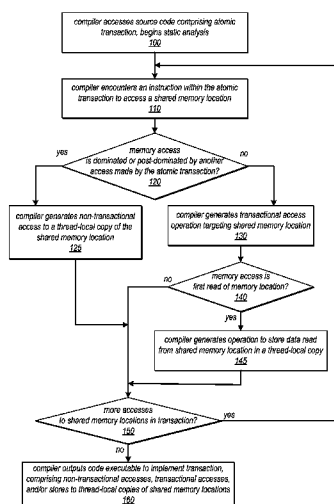 compiler accesses source code comprising atomic
transaction, begins static analysis
100
compiler encounters an instruction within the atomic
transaction to access a shared memory location
110
memory access
is dominated or post-dominated by another
access made by the atomic transaction?
120
yes
no
compiler generates non-transactional
access to a thread-local copy of the
shared memory location
125
compiler generates transactional access
operation targeting shared memory location
130
memory access is
first read of memory location?
140
no
yes
compiler generates operation to store data read
from shared memory location in a thread-local copy
145
more accesses
to shared memory locations in transaction?
150
yes
no
compiler outputs code executable to implement transaction,
comprising non-transactional accesses, transactional accesses,
and/or stores to thread-local copies of shared memory locations
160